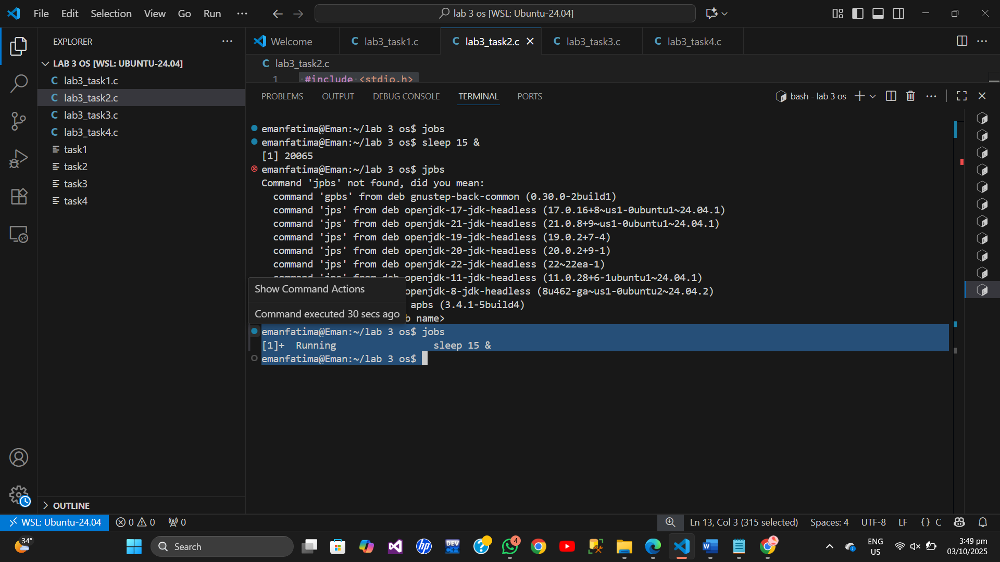 File Edit Selection View Go Run ···
lab 3 os [WSL: Ubuntu-24.04]
EXPLORER
LAB 3 OS [WSL: UBUNTU-24.04]
C lab3_task1.c
C lab3_task2.c
C lab3_task3.c
C lab3_task4.c
task1
task2
task3
task4
OUTLINE
Welcome C lab3_task1.c C lab3_task2.c C lab3_task3.c C lab3_task4.c
C lab3_task2.c
1 #include <stdio.h>
PROBLEMS OUTPUT DEBUG CONSOLE TERMINAL PORTS bash - lab 3 os
emanfatima@Eman:~/lab 3 os$ jobs
emanfatima@Eman:~/lab 3 os$ sleep 15 &
[1] 20065
emanfatima@Eman:~/lab 3 os$ jpbs
Command 'jpbs' not found, did you mean:
command 'gpbs' from deb gnustep-back-common (0.30.0-2build1)
command 'jps' from deb openjdk-17-jdk-headless (17.0.16+8~us1-0ubuntu1~24.04.1)
command 'jps' from deb openjdk-21-jdk-headless (21.0.8+9~us1-0ubuntu1~24.04.1)
command 'jps' from deb openjdk-19-jdk-headless (19.0.2+7-4)
command 'jps' from deb openjdk-20-jdk-headless (20.0.2+9-1)
command 'jps' from deb openjdk-22-jdk-headless (22~22ea-1)
command 'jps' from deb openjdk-11-jdk-headless (11.0.28+6-1ubuntu1~24.04.1)
Show Command Actions
openjdk-8-jdk-headless (8u462-ga~us1-0ubuntu2~24.04.2)
apbs (3.4.1-5build4)
Command executed 30 secs ago
b name>
emanfatima@Eman:~/lab 3 os$ jobs
[1]+ Running sleep 15 &
emanfatima@Eman:~/lab 3 os$
WSL: Ubuntu-24.04 0 0 0 Ln 13, Col 3 (315 selected) Spaces: 4 UTF-8 LF {} C
34° Search DEV C++ 4 ENG US 3:49 pm 03/10/2025